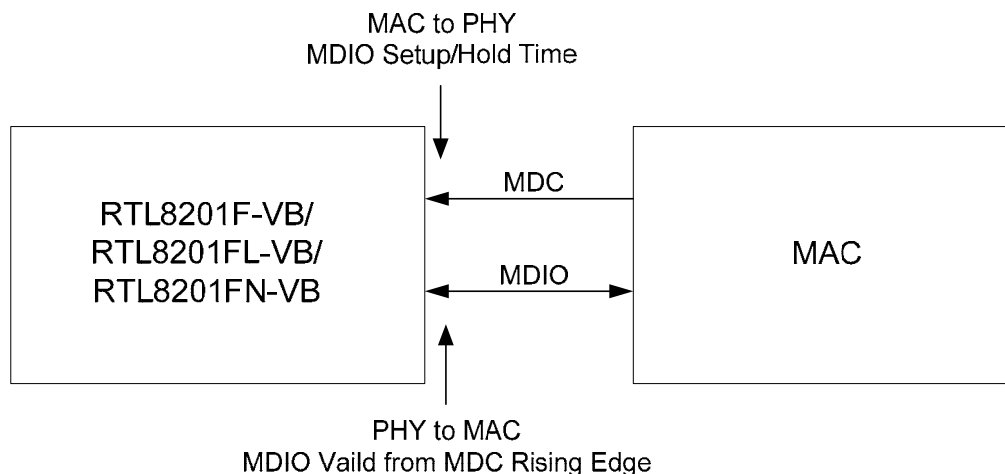 MAC to PHY
MDIO Setup/Hold Time
RTL8201F-VB/
RTL8201FL-VB/
RTL8201FN-VB
MDC
MDIO
MAC
PHY to MAC
MDIO Vaild from MDC Rising Edge